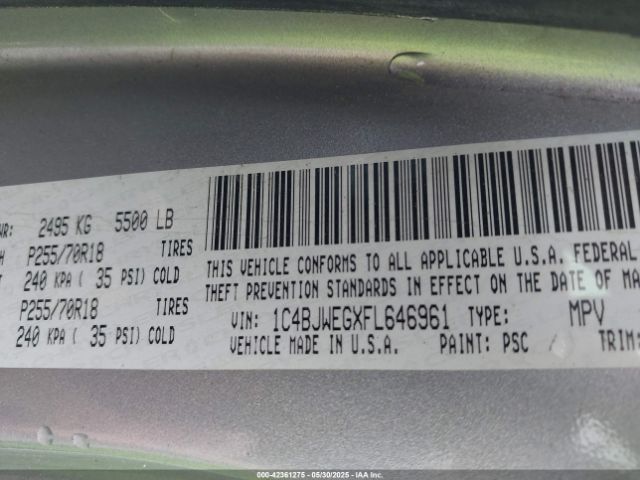 WR: 2495 KG 5500 LB
P255/70R18 TIRES
240 KPA ( 35 PSI) COLD
P255/70R18 TIRES
240 KPA ( 35 PSI) COLD
THIS VEHICLE CONFORMS TO ALL APPLICABLE U.S.A. FEDERAL
THEFT PREVENTION STANDARDS IN EFFECT ON THE DATE OF MA
VIN: 1C4BJWEGXFL646961 TYPE: MPV
VEHICLE MADE IN U.S.A. PAINT: PSC TRIM:
000-42361275 - 05/30/2025 - IAA Inc.